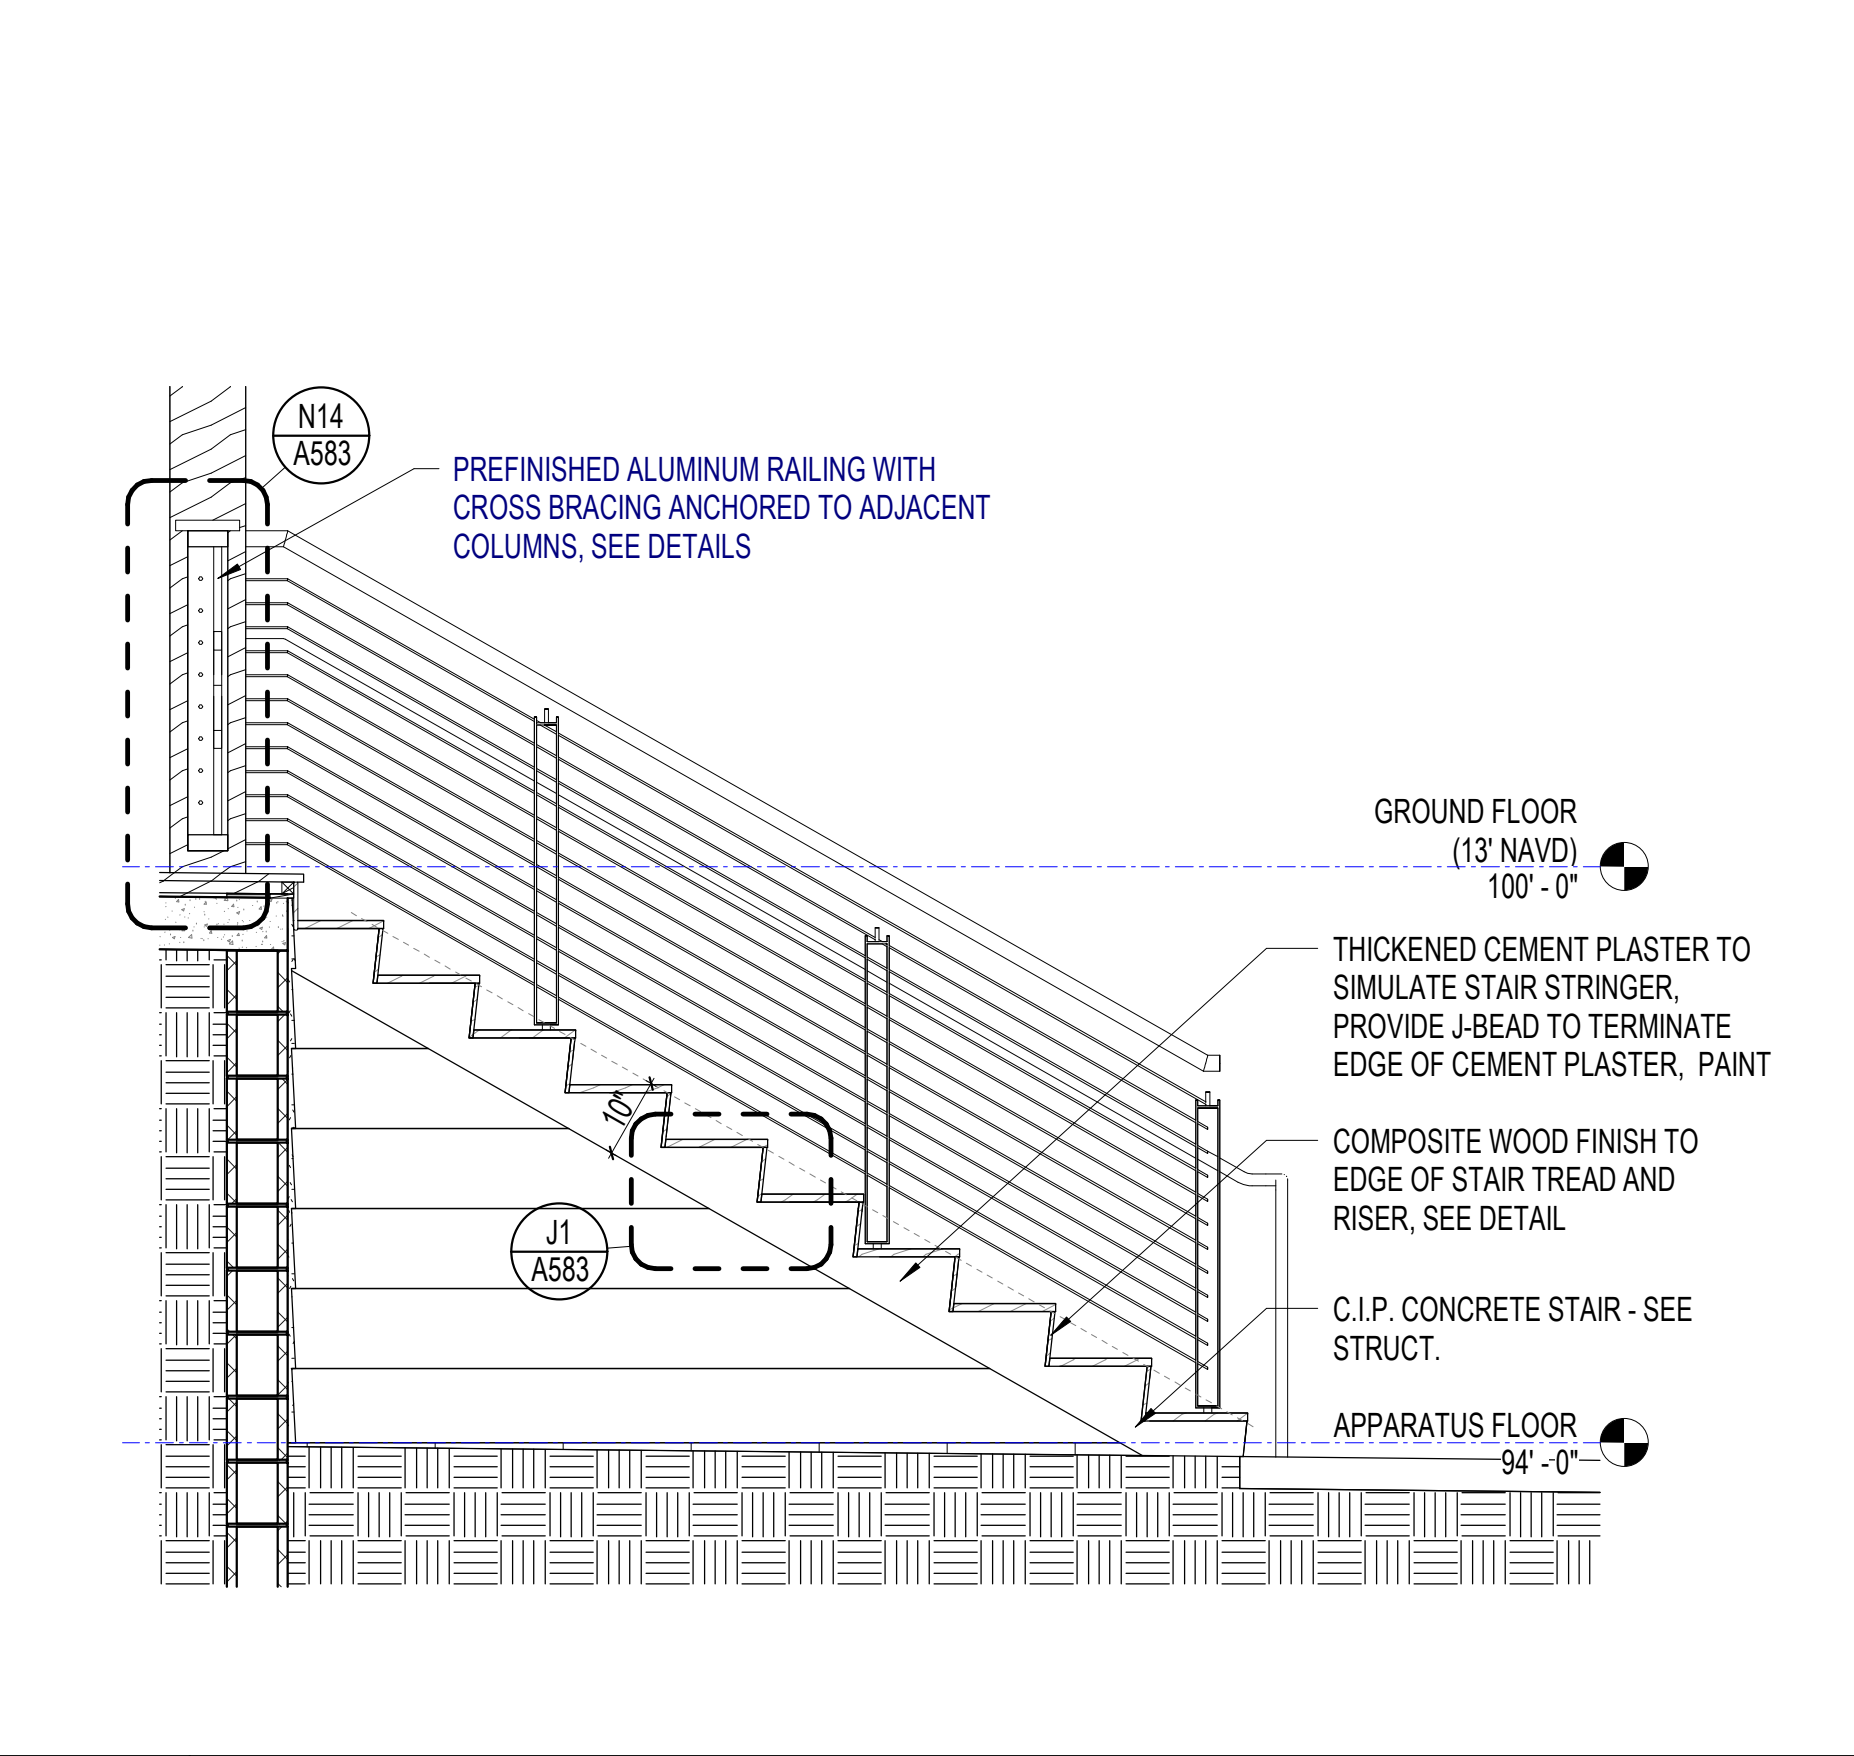 N14
A583
PREFINISHED ALUMINUM RAILING WITH
CROSS BRACING ANCHORED TO ADJACENT
COLUMNS, SEE DETAILS
GROUND FLOOR
(13' NAVD)
100' - 0"
THICKENED CEMENT PLASTER TO
SIMULATE STAIR STRINGER,
PROVIDE J-BEAD TO TERMINATE
EDGE OF CEMENT PLASTER, PAINT
10"
COMPOSITE WOOD FINISH TO
EDGE OF STAIR TREAD AND
RISER, SEE DETAIL
J1
A583
C.I.P. CONCRETE STAIR - SEE
STRUCT.
APPARATUS FLOOR
94' - 0"